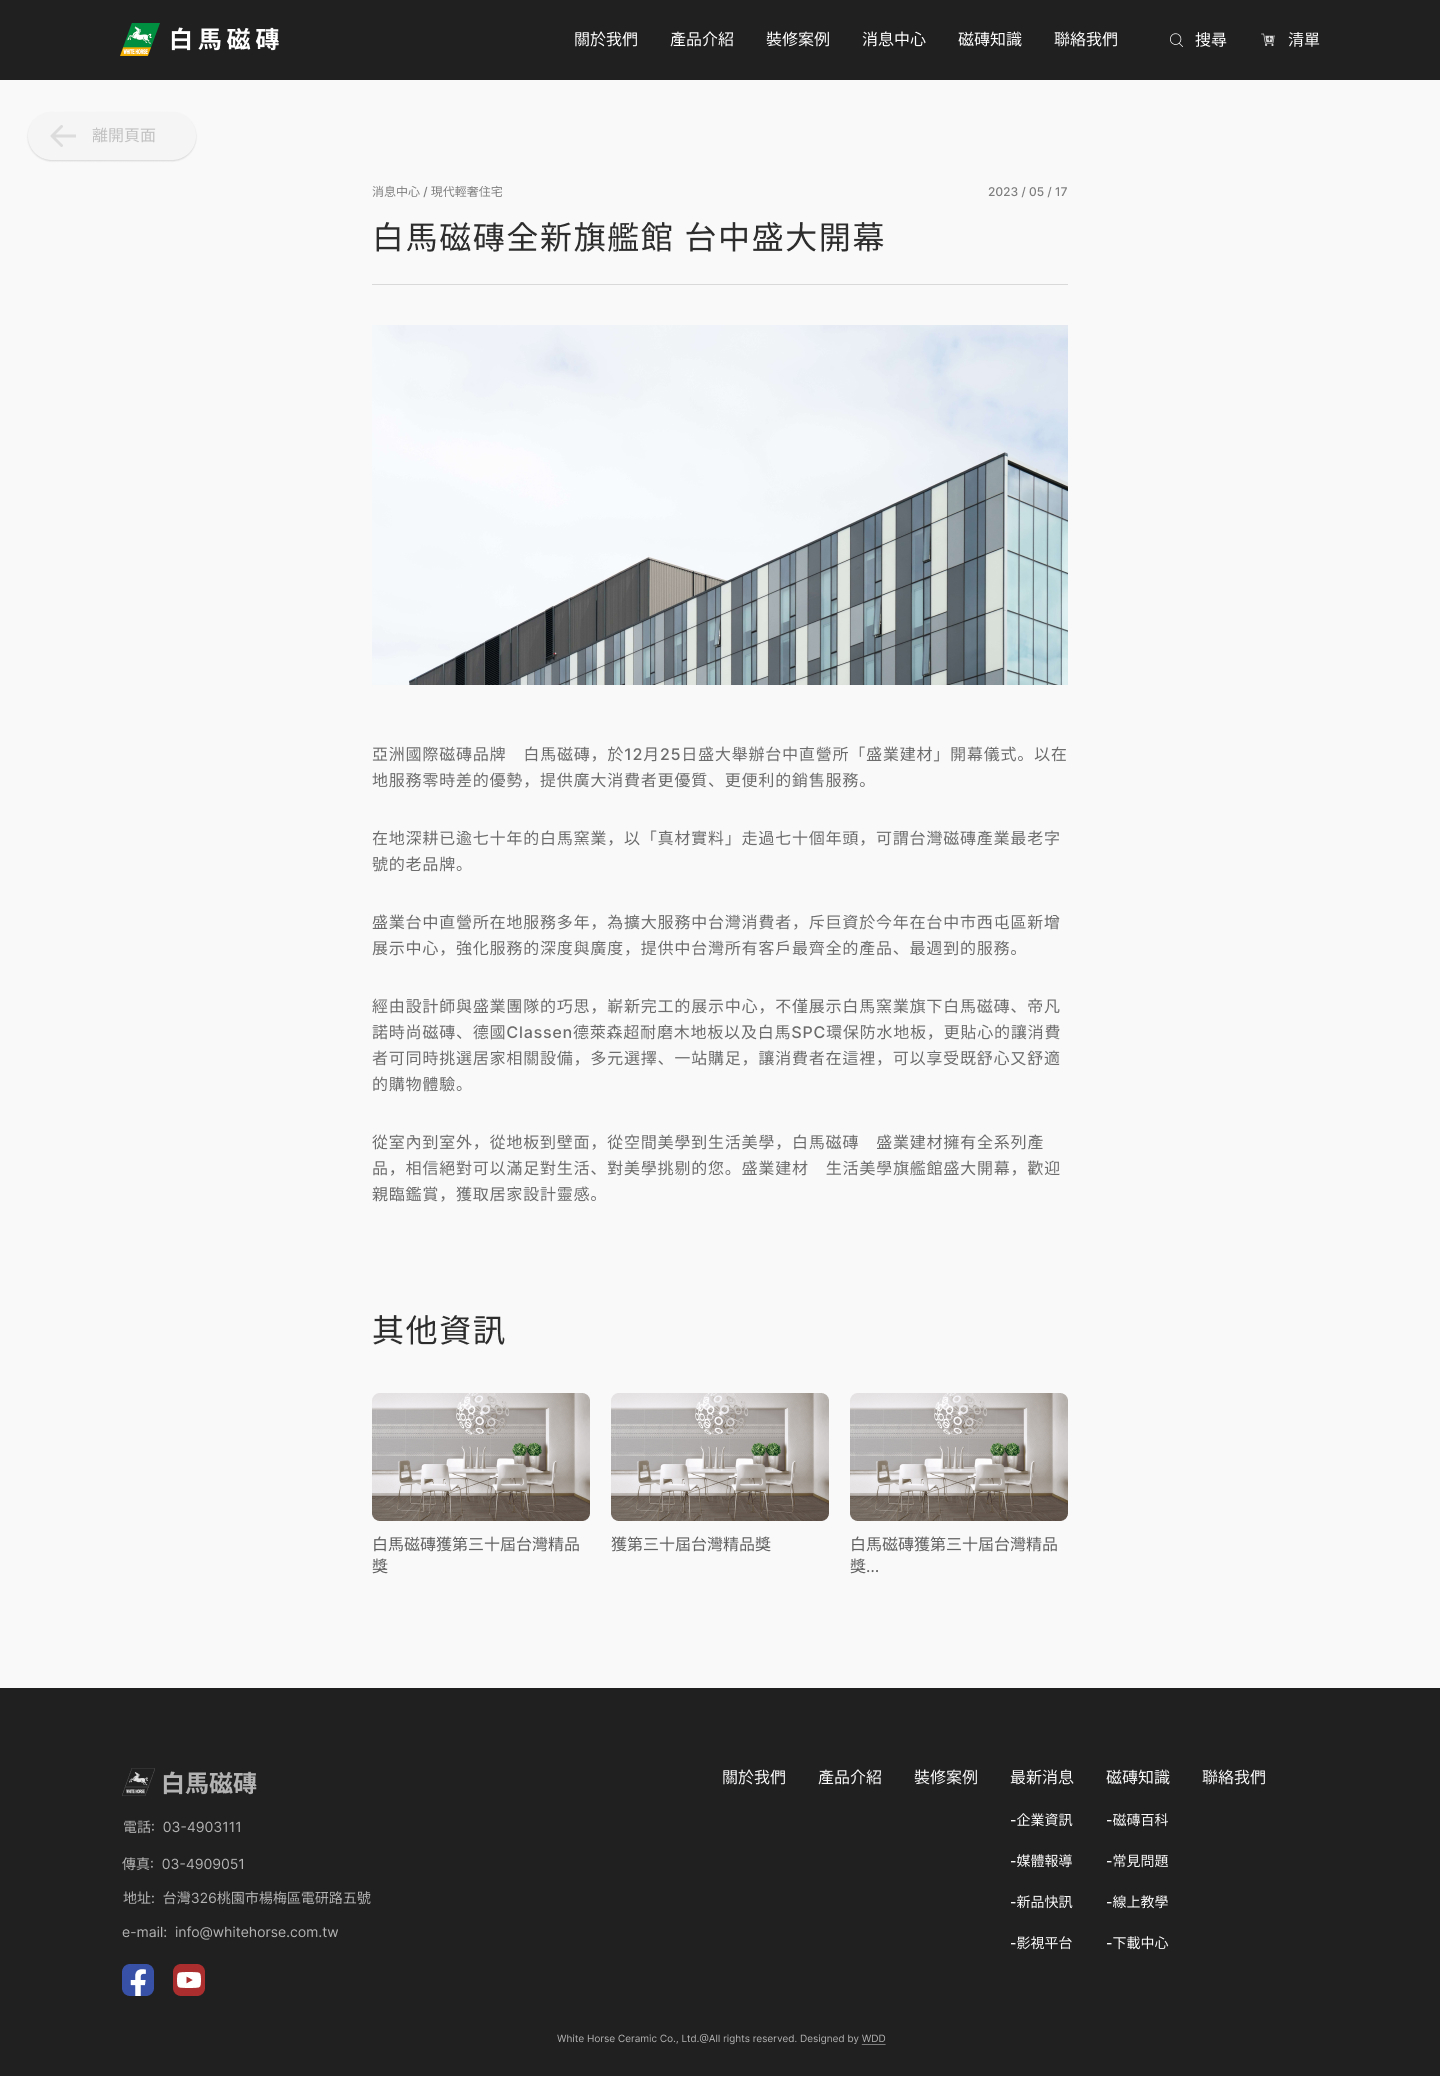 白馬磁磚
關於我們 產品介紹 裝修案例 消息中心 磁磚知識 聯絡我們 搜尋 清單
離開頁面
消息中心 / 現代輕奢住宅 2023 / 05 / 17
白馬磁磚全新旗艦館 台中盛大開幕
亞洲國際磁磚品牌　白馬磁磚，於12月25日盛大舉辦台中直營所「盛業建材」開幕儀式。以在
地服務零時差的優勢，提供廣大消費者更優質、更便利的銷售服務。
在地深耕已逾七十年的白馬窯業，以「真材實料」走過七十個年頭，可謂台灣磁磚產業最老字
號的老品牌。
盛業台中直營所在地服務多年，為擴大服務中台灣消費者，斥巨資於今年在台中市西屯區新增
展示中心，強化服務的深度與廣度，提供中台灣所有客戶最齊全的產品、最週到的服務。
經由設計師與盛業團隊的巧思，嶄新完工的展示中心，不僅展示白馬窯業旗下白馬磁磚、帝凡
諾時尚磁磚、德國Classen德萊森超耐磨木地板以及白馬SPC環保防水地板，更貼心的讓消費
者可同時挑選居家相關設備，多元選擇、一站購足，讓消費者在這裡，可以享受既舒心又舒適
的購物體驗。
從室內到室外，從地板到壁面，從空間美學到生活美學，白馬磁磚　盛業建材擁有全系列產
品，相信絕對可以滿足對生活、對美學挑剔的您。盛業建材　生活美學旗艦館盛大開幕，歡迎
親臨鑑賞，獲取居家設計靈感。
其他資訊
白馬磁磚獲第三十屆台灣精品
獎
獲第三十屆台灣精品獎
白馬磁磚獲第三十屆台灣精品
獎...
WHITE HORSE
白馬磁磚
電話: 03-4903111
傳真: 03-4909051
地址: 台灣326桃園市楊梅區電研路五號
e-mail: info@whitehorse.com.tw
關於我們 產品介紹 裝修案例 最新消息 磁磚知識 聯絡我們
-企業資訊 -磁磚百科
-媒體報導 -常見問題
-新品快訊 -線上教學
-影視平台 -下載中心
White Horse Ceramic Co., Ltd.@All rights reserved. Designed by WDD